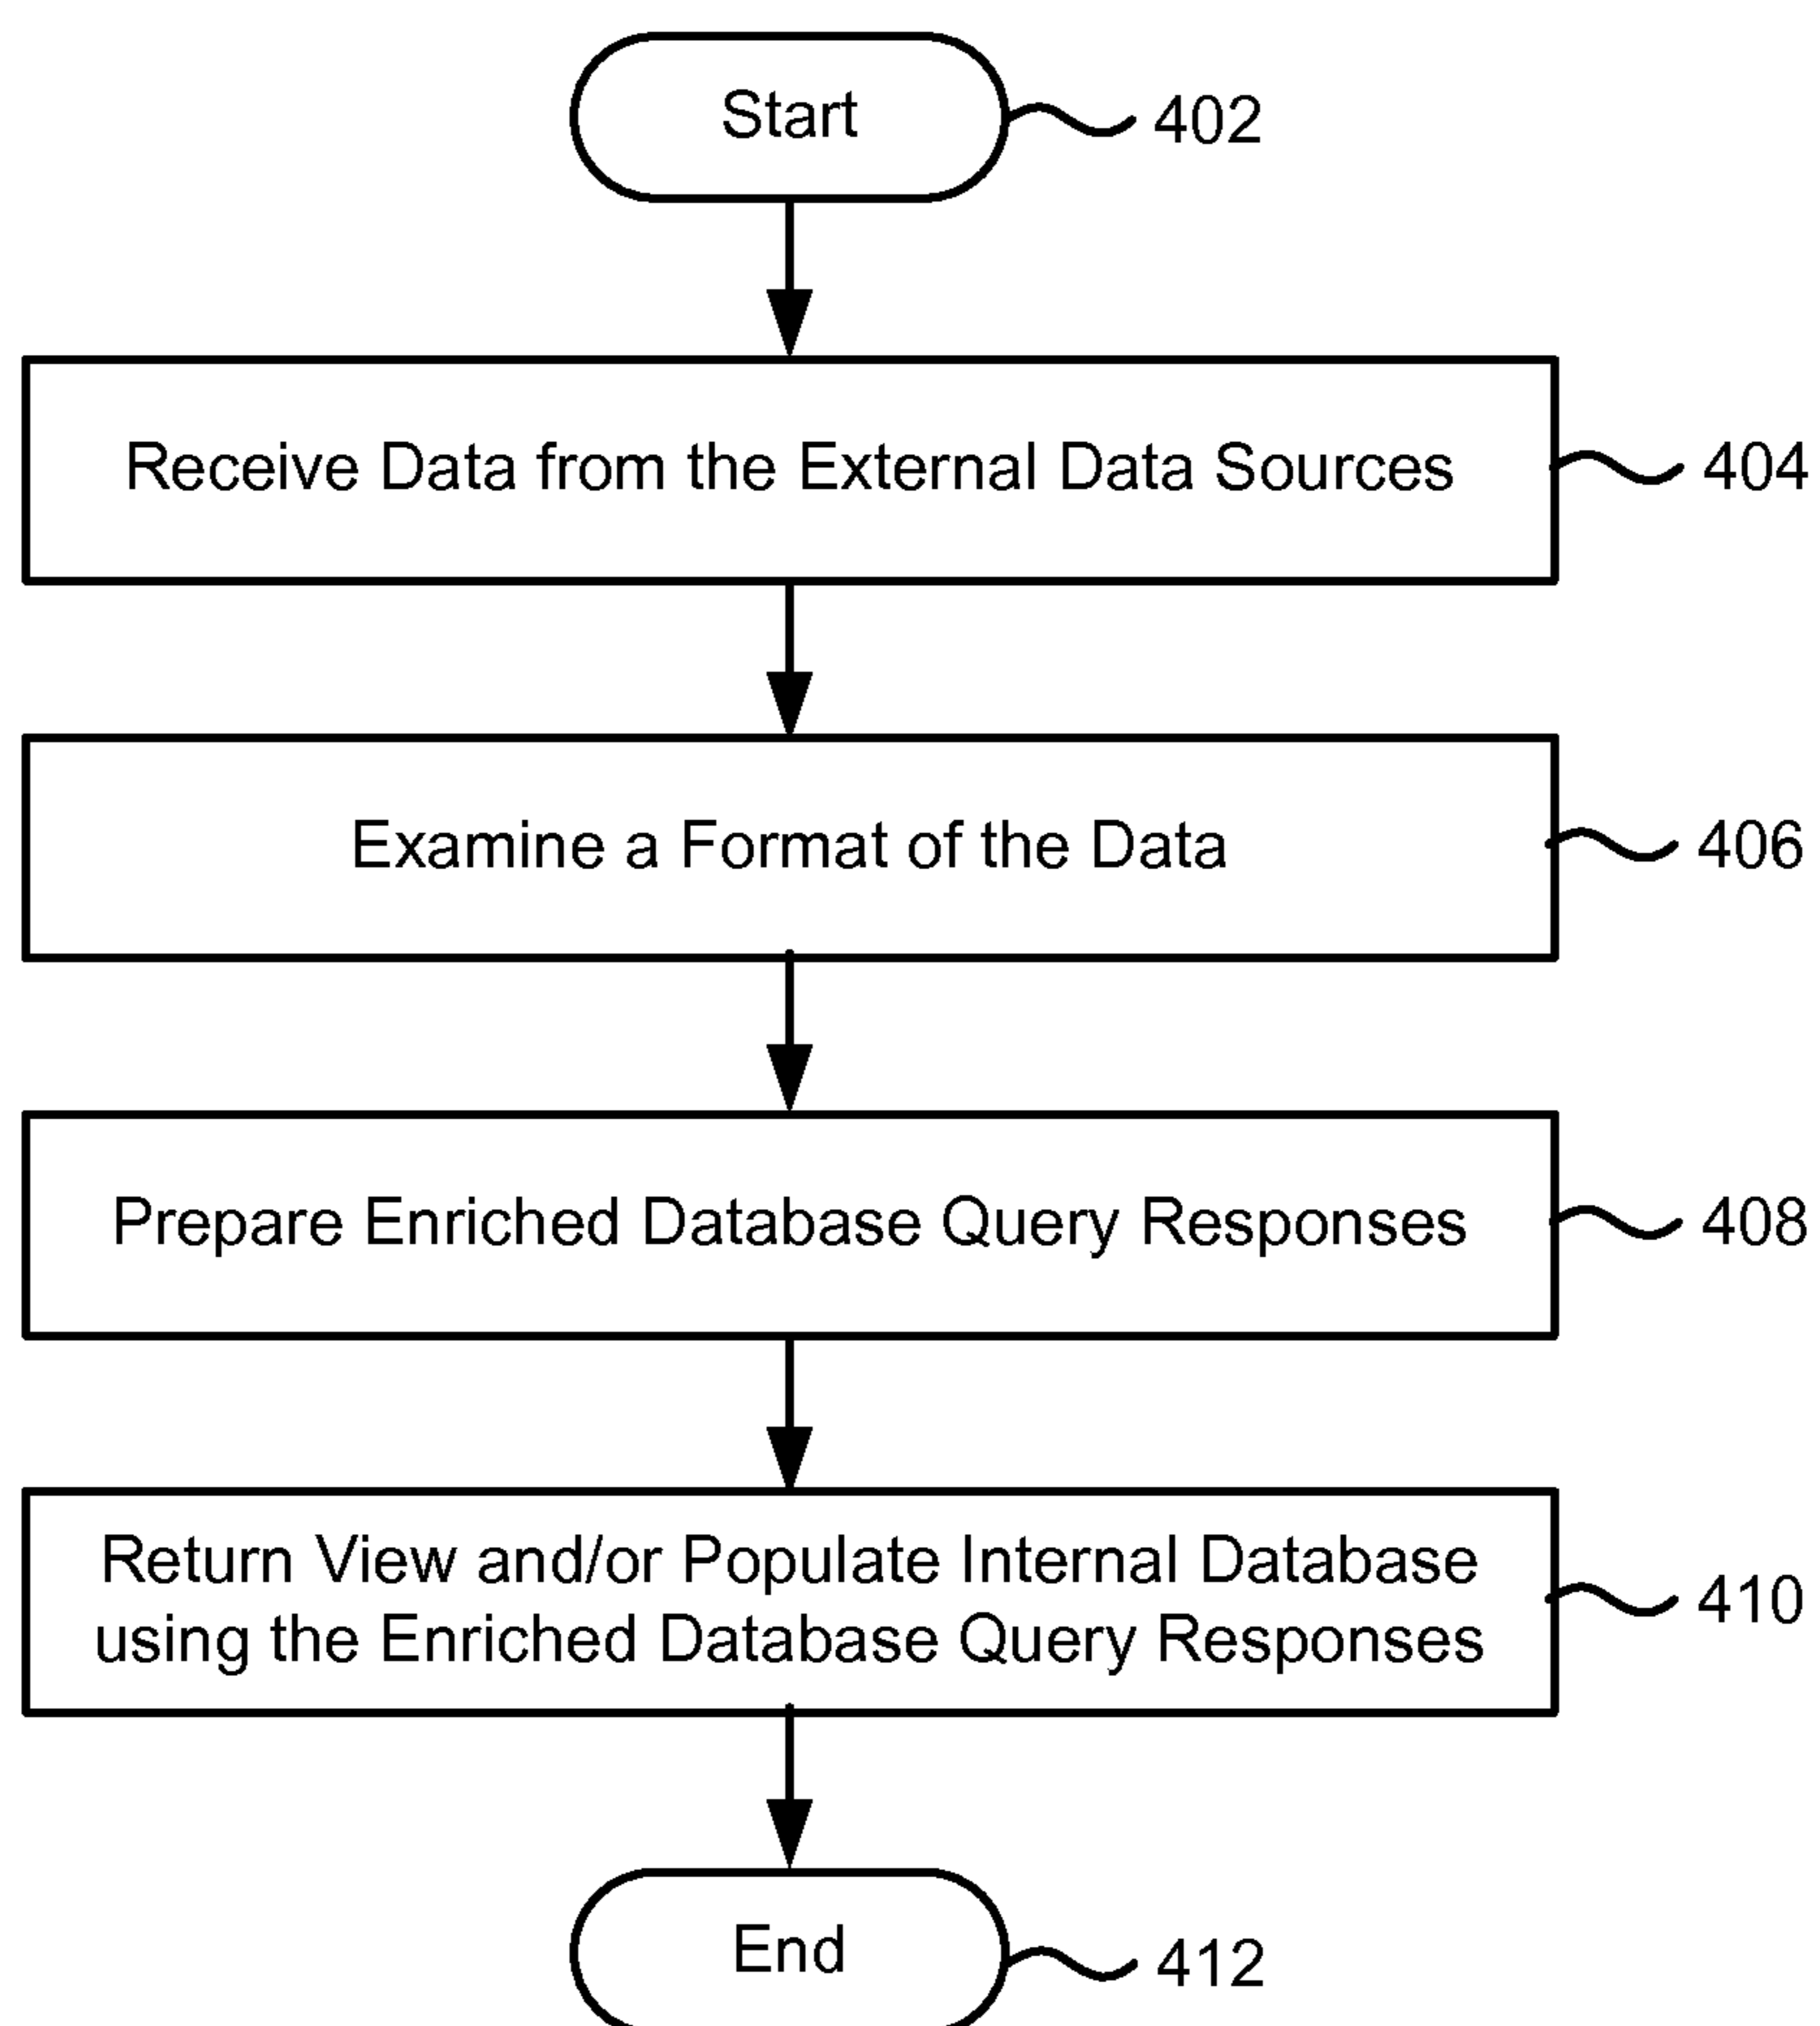 Start
402
Receive Data from the External Data Sources
404
Examine a Format of the Data
406
Prepare Enriched Database Query Responses
408
Return View and/or Populate Internal Database
using the Enriched Database Query Responses
410
End
412